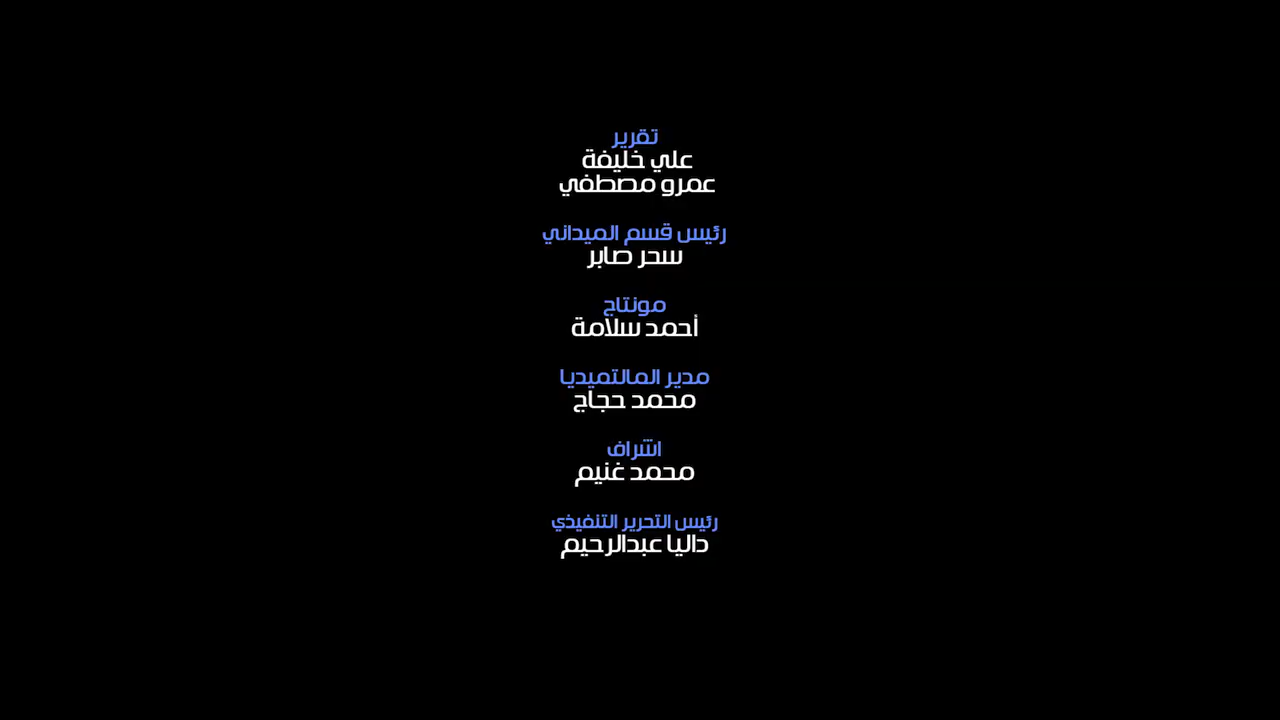 تقرير
علي خليفة
عمرو مصطفي
رئيس قسم الميداني
سحر صابر
مونتاج
أحمد سلامة
مدير المالتميديا
محمد حجاج
اشراف
محمد غنيم
رئيس التحرير التنفيذي
داليا عبدالرحيم